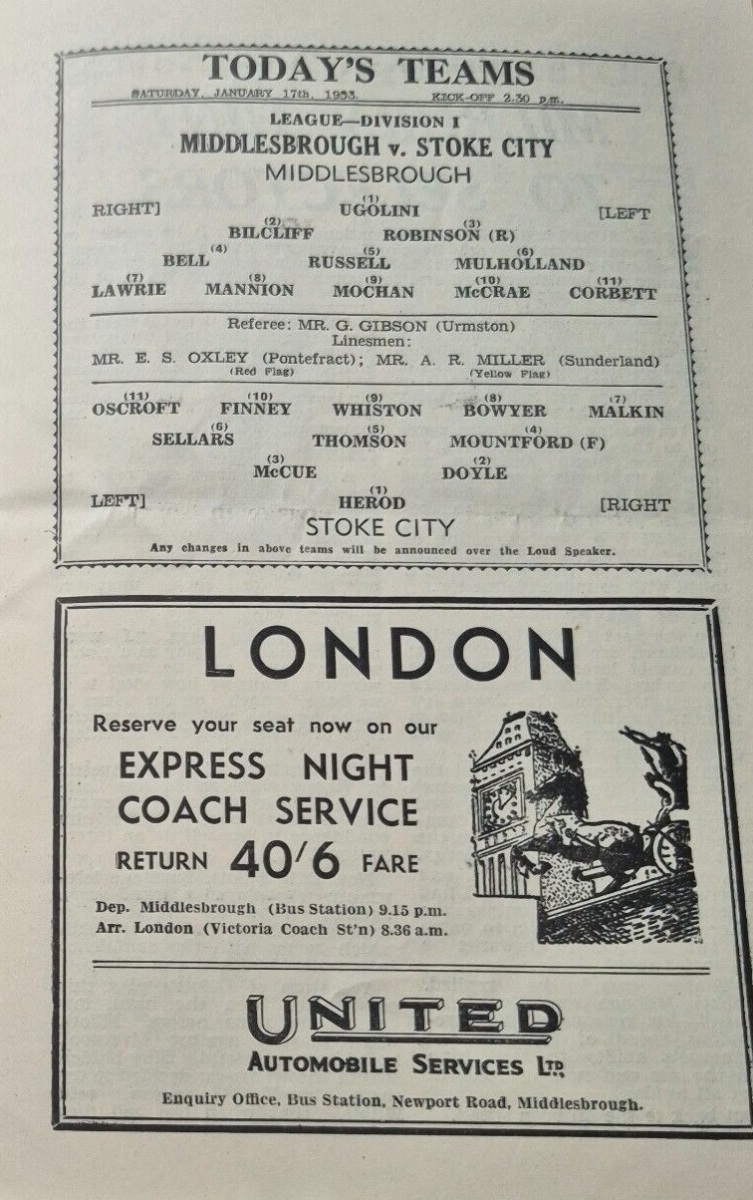 TODAY'S TEAMS
SATURDAY, JANUARY 17th, 1953. KICK-OFF 2.30 p.m.
LEAGUE—DIVISION I
MIDDLESBROUGH v. STOKE CITY
MIDDLESBROUGH
(1)
RIGHT] UGOLINI [LEFT
(2) (3)
BILCLIFF ROBINSON (R)
(4) (5) (6)
BELL RUSSELL MULHOLLAND
(7) (8) (9) (10) (11)
LAWRIE MANNION MOCHAN McCRAE CORBETT
Referee: MR. G. GIBSON (Urmston)
Linesmen:
MR. E. S. OXLEY (Pontefract); MR. A. R. MILLER (Sunderland)
(Red Flag) (Yellow Flag)
(11) (10) (9) (8) (7)
OSCROFT FINNEY WHISTON BOWYER MALKIN
(6) (5) (4)
SELLARS THOMSON MOUNTFORD (F)
(3) (2)
McCUE DOYLE
(1)
LEFT] HEROD [RIGHT
STOKE CITY
Any changes in above teams will be announced over the Loud Speaker.
LONDON
Reserve your seat now on our
EXPRESS NIGHT
COACH SERVICE
RETURN 40'6 FARE
Dep. Middlesbrough (Bus Station) 9.15 p.m.
Arr. London (Victoria Coach St'n) 8.36 a.m.
UNITED
AUTOMOBILE SERVICES LTD.
Enquiry Office, Bus Station, Newport Road, Middlesbrough.